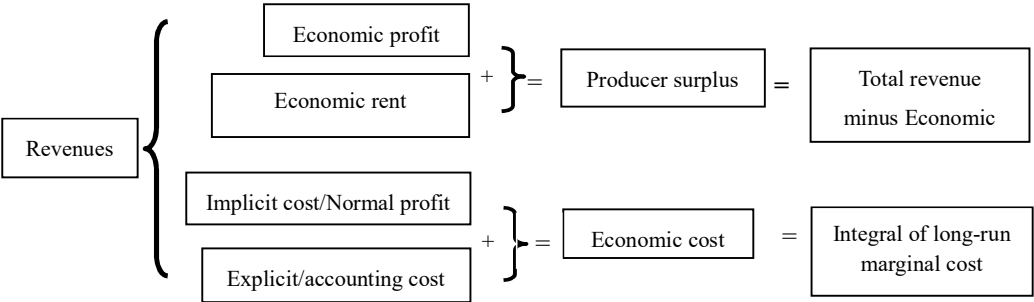 Revenues
Economic profit
Economic rent
+
=
Producer surplus
=
Total revenue
minus Economic
Implicit cost/Normal profit
Explicit/accounting cost
+
=
Economic cost
=
Integral of long-run
marginal cost